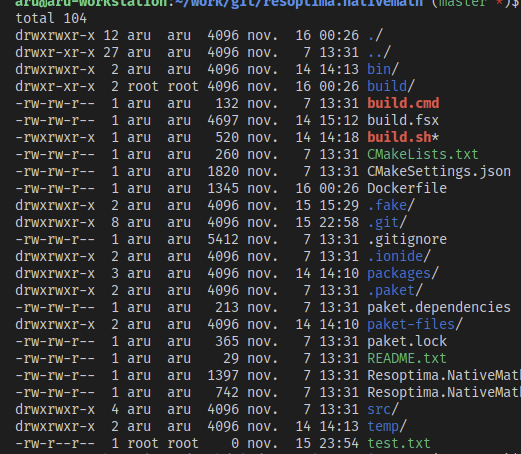 aru@aru-workstation:~/work/git/resoptima.nativemath (master *)$
total 104
drwxrwxr-x 12 aru  aru  4096 nov.  16 00:26 ./
drwxr-xr-x 27 aru  aru  4096 nov.   7 13:31 ../
drwxrwxr-x  2 aru  aru  4096 nov.  14 14:13 bin/
drwxr-xr-x  2 root root 4096 nov.  16 00:26 build/
-rw-rw-r--  1 aru  aru   132 nov.   7 13:31 build.cmd
-rw-rw-r--  1 aru  aru  4697 nov.  14 15:12 build.fsx
-rwxrwxr-x  1 aru  aru   520 nov.  14 14:18 build.sh*
-rw-rw-r--  1 aru  aru   260 nov.   7 13:31 CMakeLists.txt
-rw-rw-r--  1 aru  aru  1820 nov.   7 13:31 CMakeSettings.json
-rw-rw-r--  1 aru  aru  1345 nov.  16 00:26 Dockerfile
drwxrwxr-x  2 aru  aru  4096 nov.  15 15:29 .fake/
drwxrwxr-x  8 aru  aru  4096 nov.  15 22:58 .git/
-rw-rw-r--  1 aru  aru  5412 nov.   7 13:31 .gitignore
drwxrwxr-x  2 aru  aru  4096 nov.   7 13:31 .ionide/
drwxrwxr-x  3 aru  aru  4096 nov.  14 14:10 packages/
drwxrwxr-x  2 aru  aru  4096 nov.   7 13:31 .paket/
-rw-rw-r--  1 aru  aru   213 nov.   7 13:31 paket.dependencies
drwxrwxr-x  2 aru  aru  4096 nov.  14 14:10 paket-files/
-rw-rw-r--  1 aru  aru   365 nov.   7 13:31 paket.lock
-rw-rw-r--  1 aru  aru    29 nov.   7 13:31 README.txt
-rw-rw-r--  1 aru  aru  1397 nov.   7 13:31 Resoptima.NativeMath
-rw-rw-r--  1 aru  aru   742 nov.   7 13:31 Resoptima.NativeMath
drwxrwxr-x  4 aru  aru  4096 nov.   7 13:31 src/
drwxrwxr-x  2 aru  aru  4096 nov.  14 14:13 temp/
-rw-r--r--  1 root root    0 nov.  15 23:54 test.txt